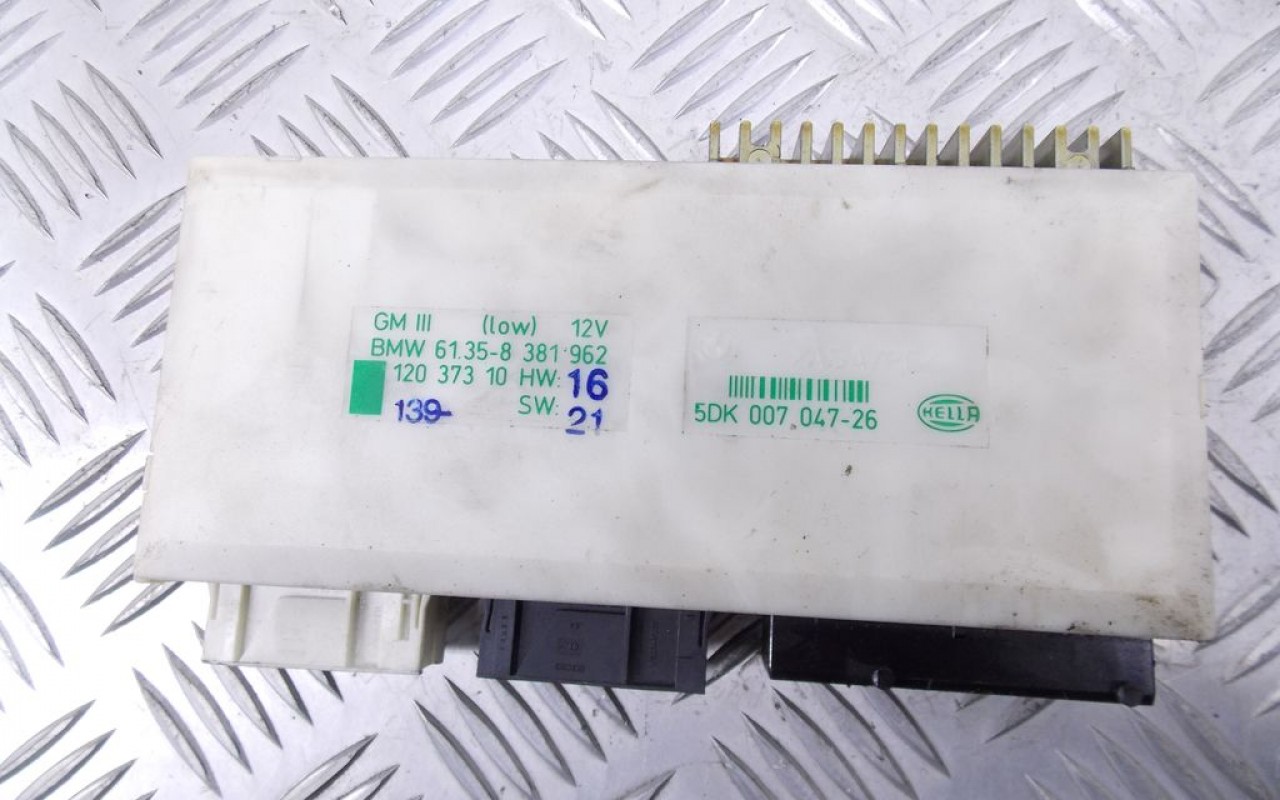 GM III (low) 12V
BMW 61.35-8 381 962
120 373 10 HW: 16
139- SW: 21
5DK 007 047-26
HELLA